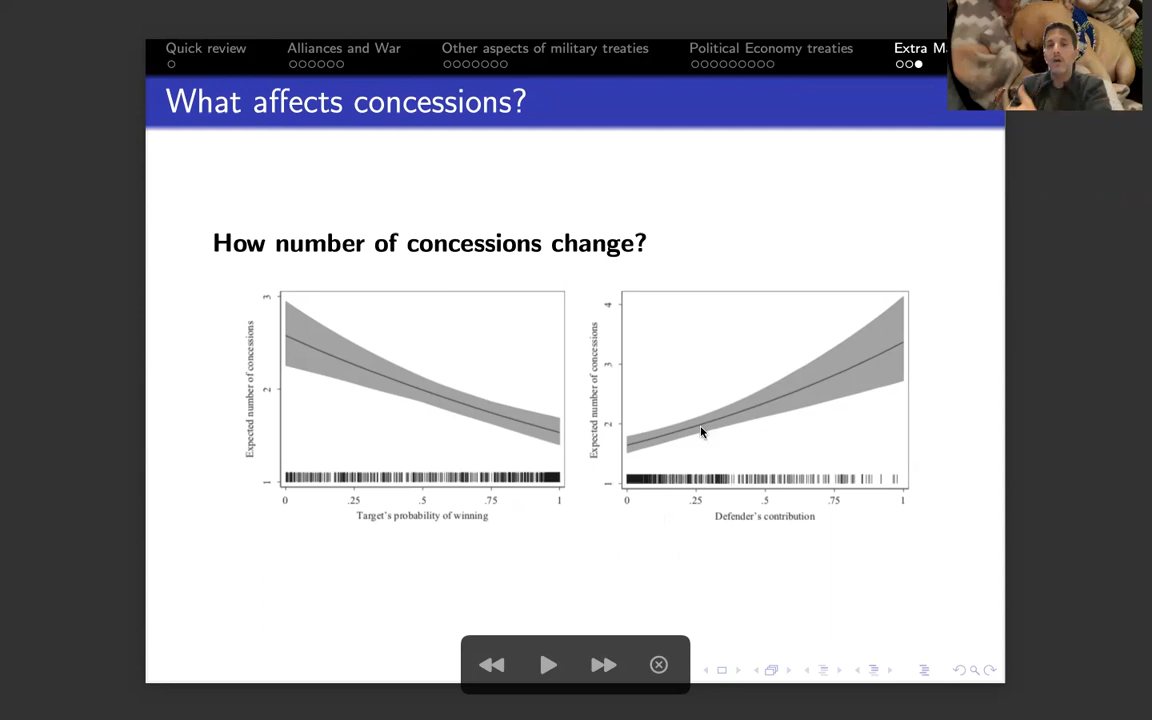 Quick review Alliances and War Other aspects of military treaties Political Economy treaties Extra M
What affects concessions?
How number of concessions change?
Expected number of concessions
3
2
1
0 .25 .5 .75 1
Target's probability of winning
Expected number of concessions
4
3
2
1
0 .25 .5 .75 1
Defender's contribution